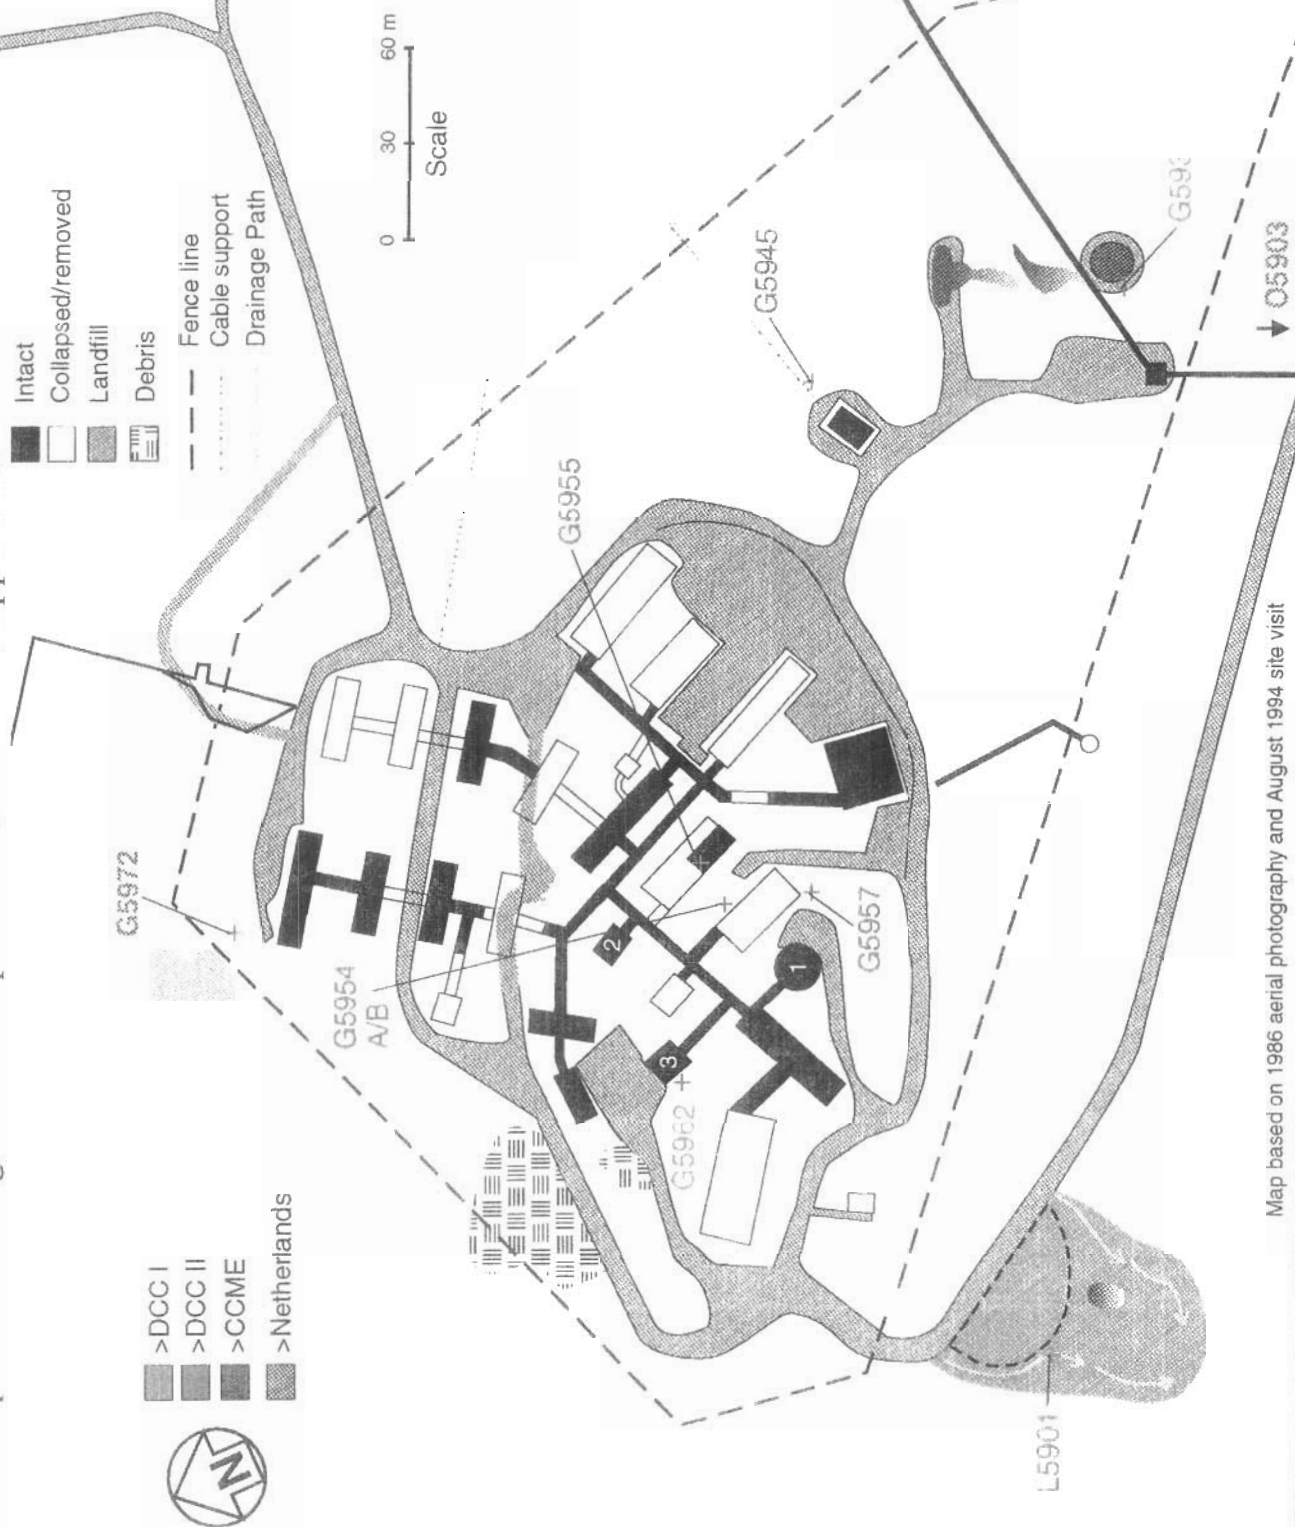 Intact
Collapsed/removed
Landfill
Debris
Fence line
Cable support
Drainage Path
0 30 60 m
Scale
>DCC I
>DCC II
>CCME
>Netherlands
N
G5972
G5954
A/B
G5955
G5945
G5957
G5962
L5901
O5903
1
2
3
Map based on 1986 aerial photography and August 1994 site visit